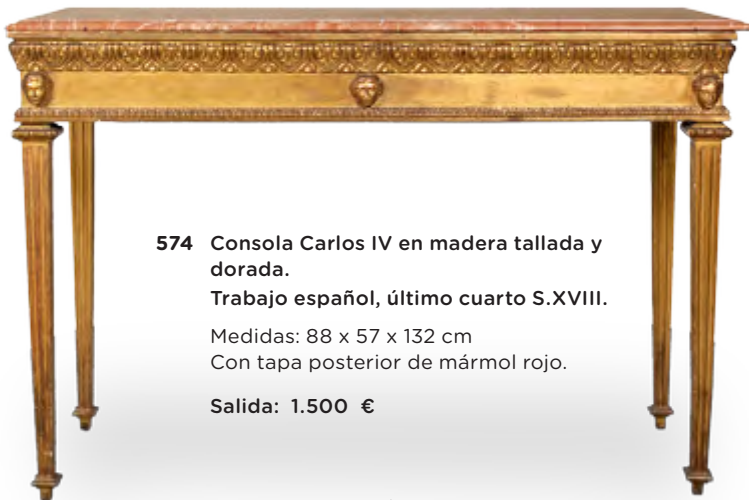 574 Consola Carlos IV en madera tallada y
dorada.
Trabajo español, último cuarto S.XVIII.
Medidas: 88 x 57 x 132 cm
Con tapa posterior de mármol rojo.
Salida: 1.500 €